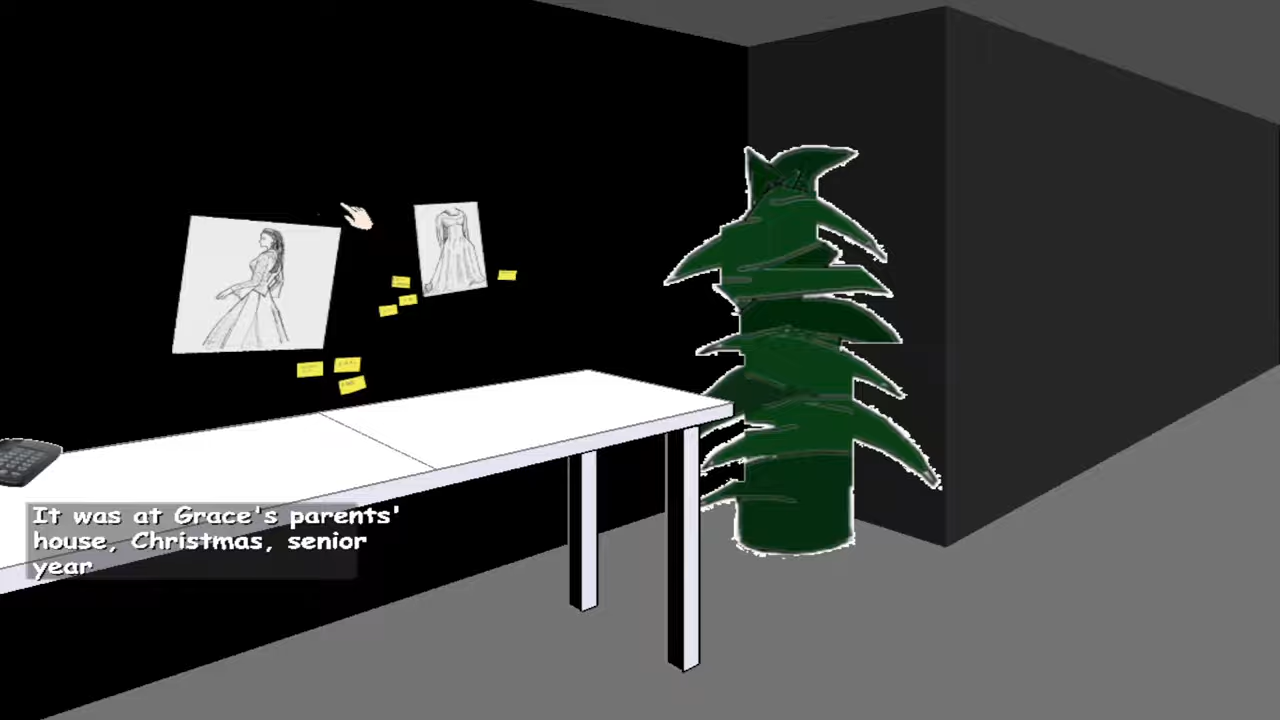 It was at Grace's parents'
house, Christmas, senior
year